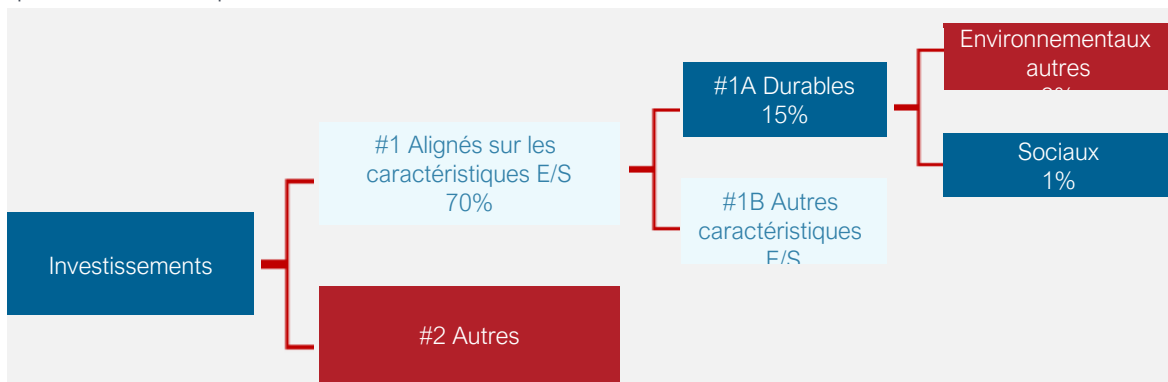 Investissements
#1 Alignés sur les
caractéristiques E/S
70%
#2 Autres
#1A Durables
15%
#1B Autres
caractéristiques
E/S
Environnementaux
autres
Sociaux
1%